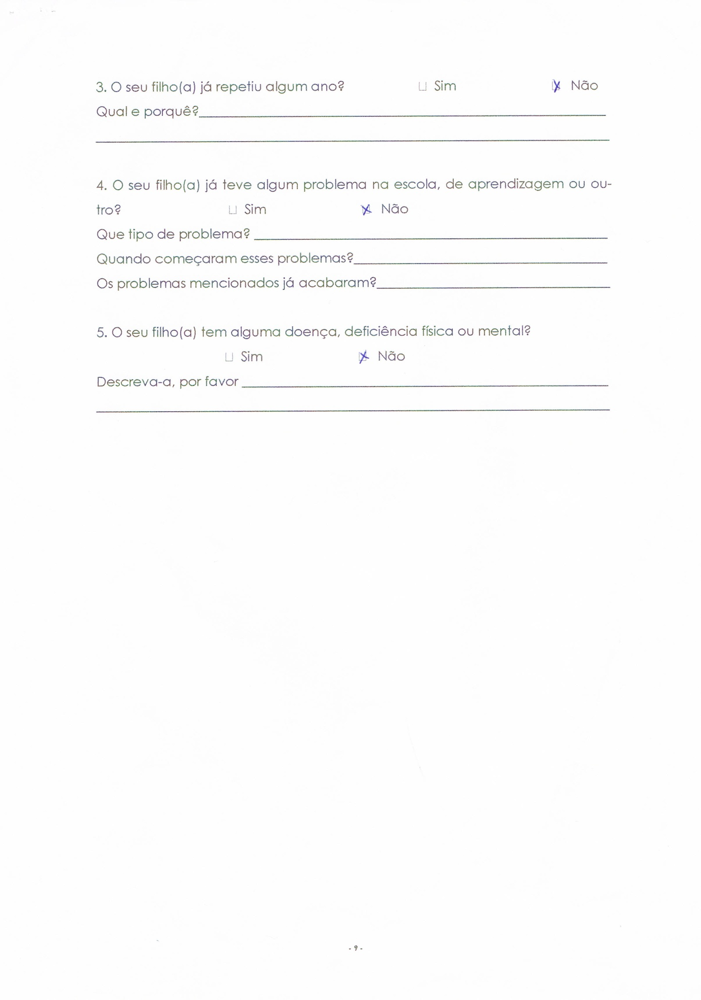 3. O seu filho(a) já repetiu algum ano? ☐ Sim ☒ Não
Qual e porquê?
4. O seu filho(a) já teve algum problema na escola, de aprendizagem ou ou-
tro? ☐ Sim ☒ Não
Que tipo de problema?
Quando começaram esses problemas?
Os problemas mencionados já acabaram?
5. O seu filho(a) tem alguma doença, deficiência física ou mental?
☐ Sim ☒ Não
Descreva-a, por favor
- 9 -